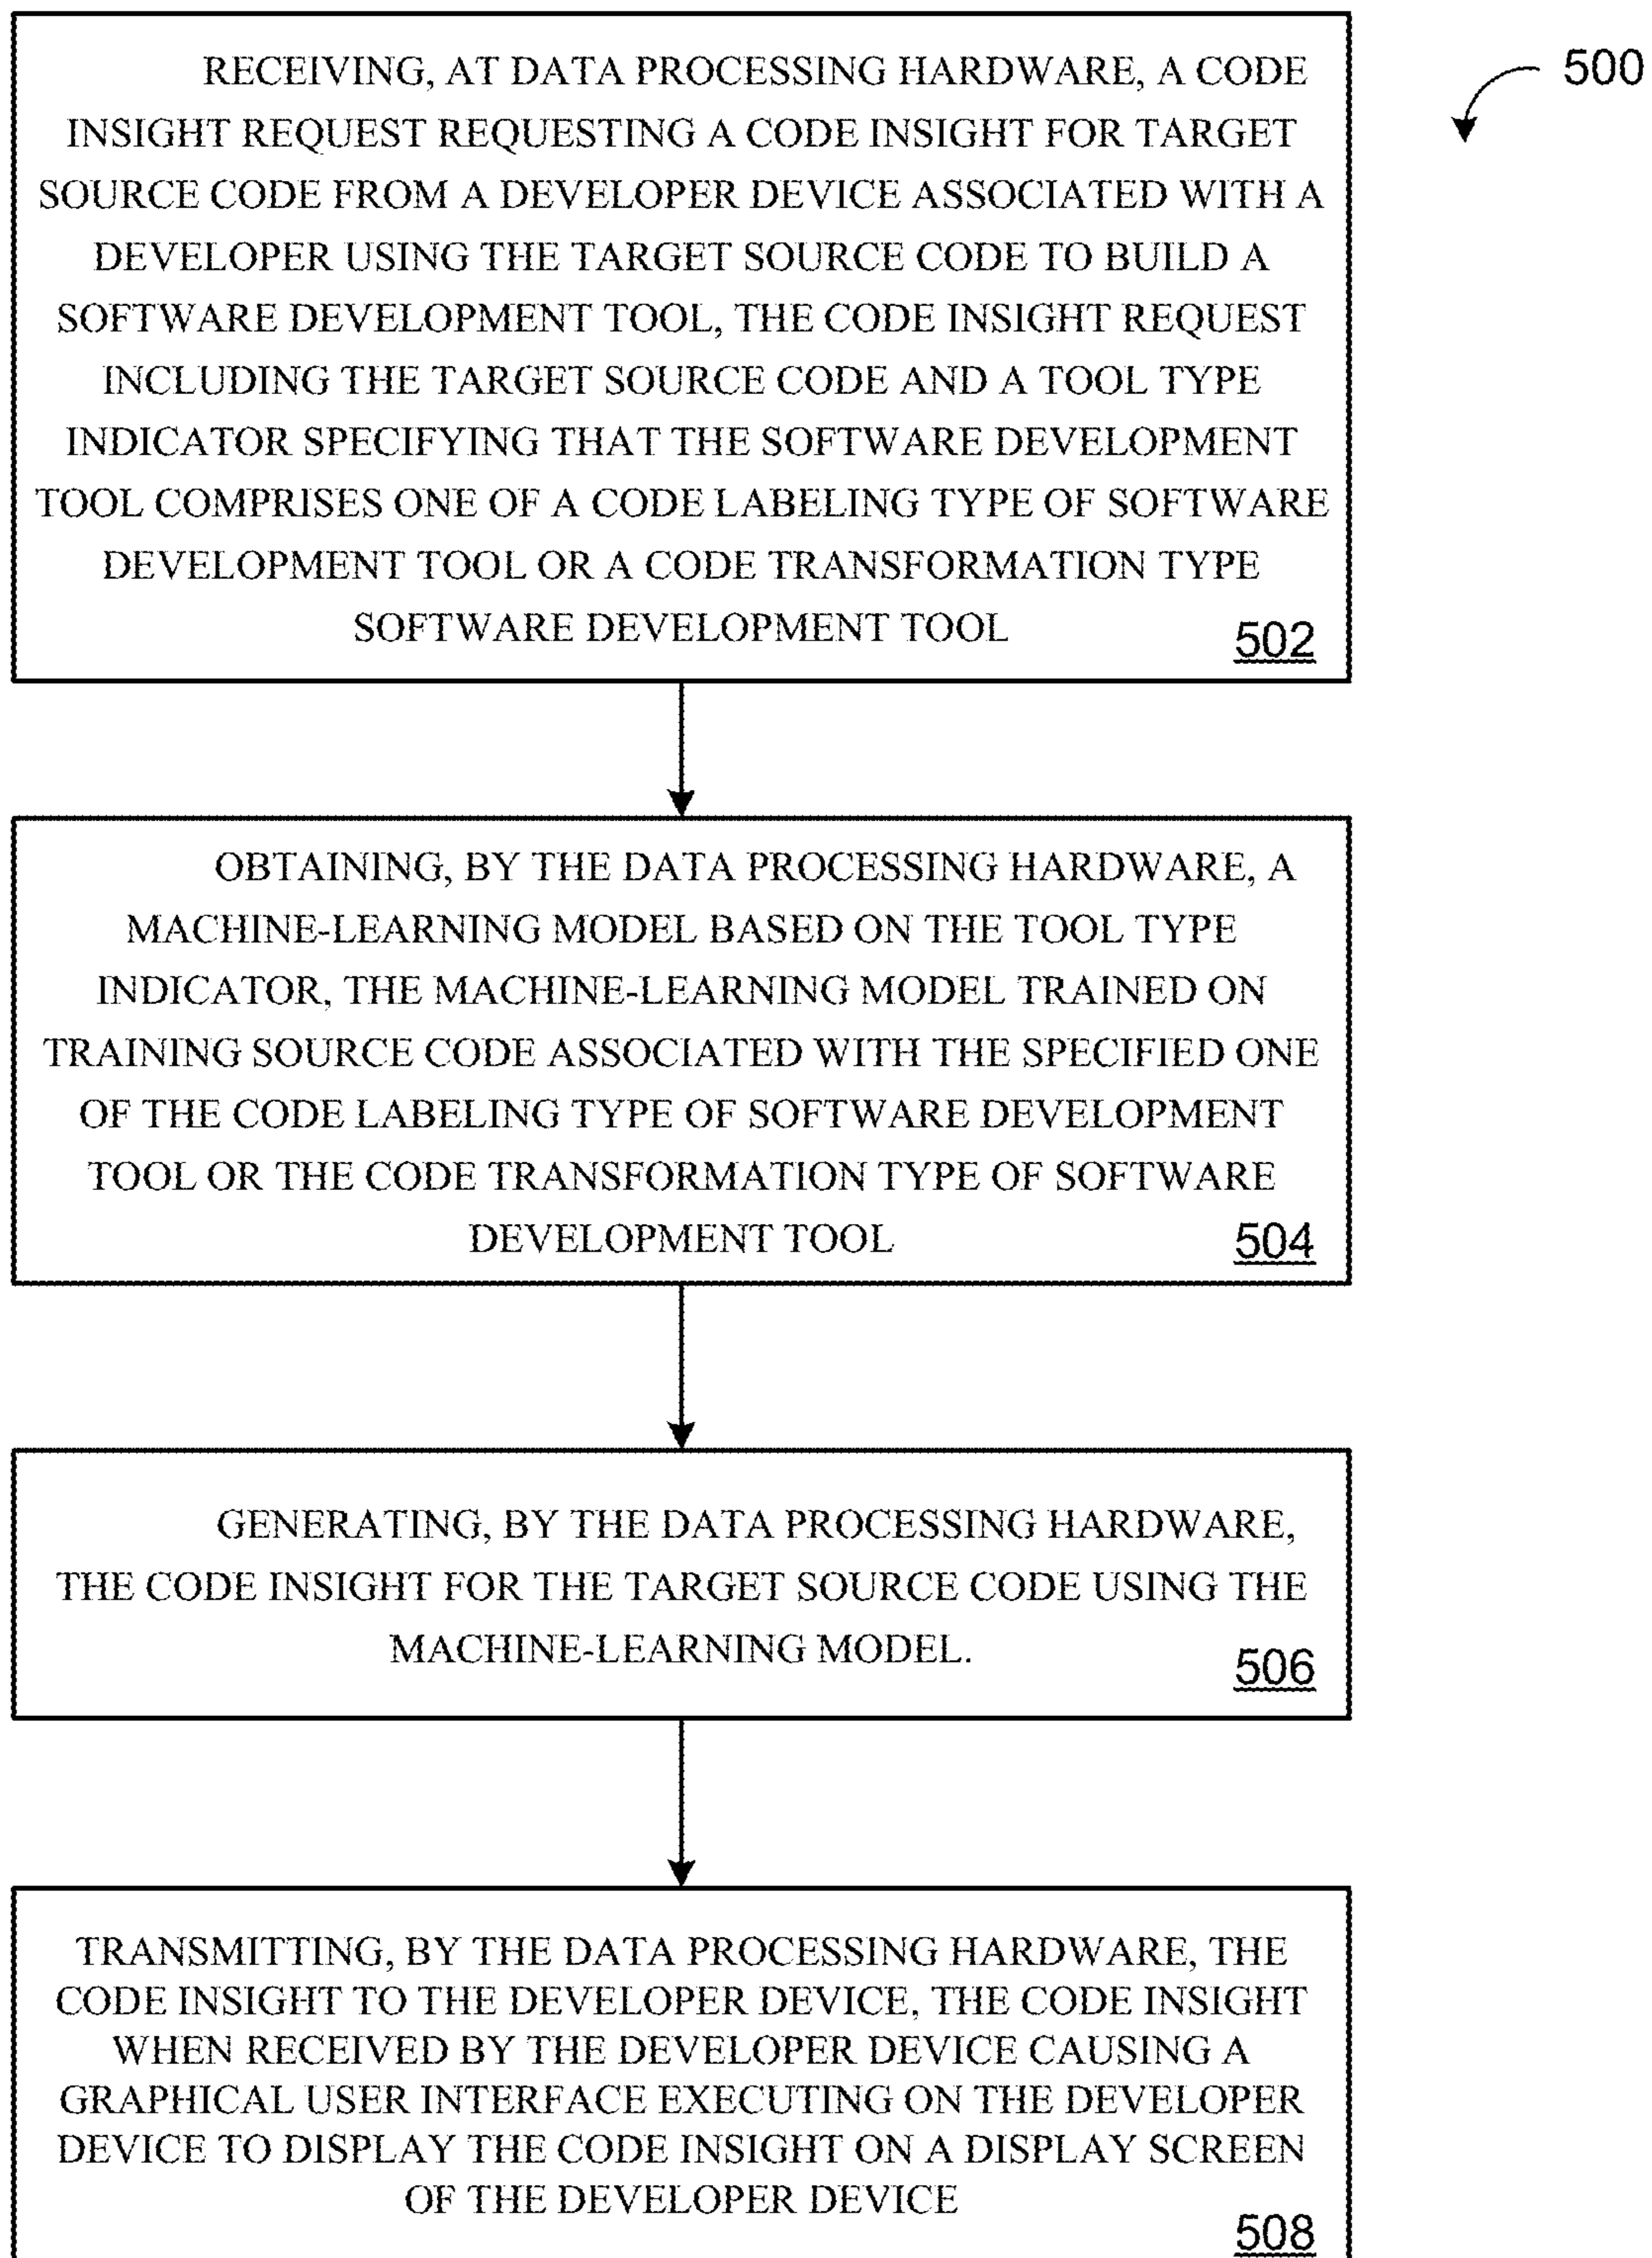 RECEIVING, AT DATA PROCESSING HARDWARE, A CODE
INSIGHT REQUEST REQUESTING A CODE INSIGHT FOR TARGET
SOURCE CODE FROM A DEVELOPER DEVICE ASSOCIATED WITH A
DEVELOPER USING THE TARGET SOURCE CODE TO BUILD A
SOFTWARE DEVELOPMENT TOOL, THE CODE INSIGHT REQUEST
INCLUDING THE TARGET SOURCE CODE AND A TOOL TYPE
INDICATOR SPECIFYING THAT THE SOFTWARE DEVELOPMENT
TOOL COMPRISES ONE OF A CODE LABELING TYPE OF SOFTWARE
DEVELOPMENT TOOL OR A CODE TRANSFORMATION TYPE
SOFTWARE DEVELOPMENT TOOL
502
500
OBTAINING, BY THE DATA PROCESSING HARDWARE, A
MACHINE-LEARNING MODEL BASED ON THE TOOL TYPE
INDICATOR, THE MACHINE-LEARNING MODEL TRAINED ON
TRAINING SOURCE CODE ASSOCIATED WITH THE SPECIFIED ONE
OF THE CODE LABELING TYPE OF SOFTWARE DEVELOPMENT
TOOL OR THE CODE TRANSFORMATION TYPE OF SOFTWARE
DEVELOPMENT TOOL
504
GENERATING, BY THE DATA PROCESSING HARDWARE,
THE CODE INSIGHT FOR THE TARGET SOURCE CODE USING THE
MACHINE-LEARNING MODEL.
506
TRANSMITTING, BY THE DATA PROCESSING HARDWARE, THE
CODE INSIGHT TO THE DEVELOPER DEVICE, THE CODE INSIGHT
WHEN RECEIVED BY THE DEVELOPER DEVICE CAUSING A
GRAPHICAL USER INTERFACE EXECUTING ON THE DEVELOPER
DEVICE TO DISPLAY THE CODE INSIGHT ON A DISPLAY SCREEN
OF THE DEVELOPER DEVICE
508